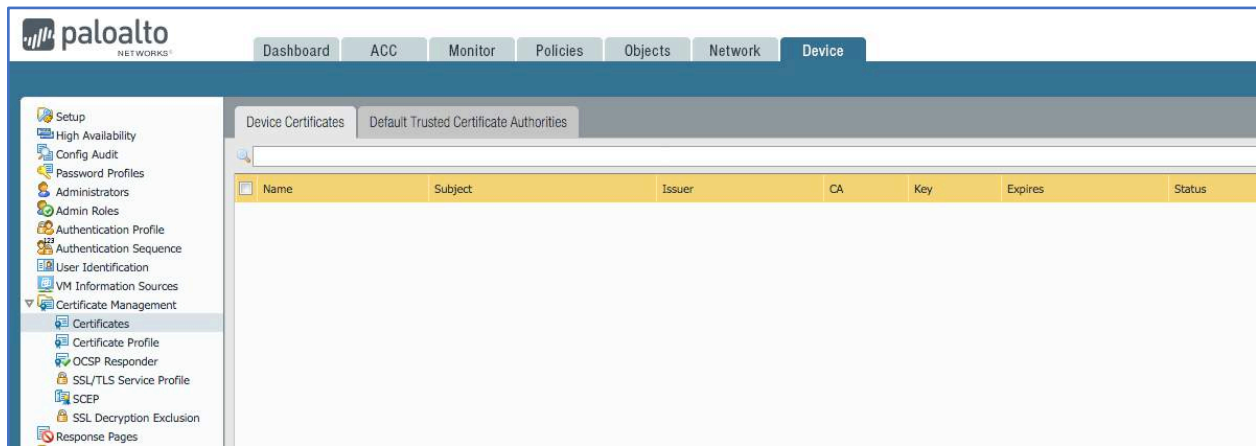 paloalto
NETWORKS®
Dashboard ACC Monitor Policies Objects Network Device
Device Certificates Default Trusted Certificate Authorities
Name Subject Issuer CA Key Expires Status
Setup
High Availability
Config Audit
Password Profiles
Administrators
Admin Roles
Authentication Profile
Authentication Sequence
User Identification
VM Information Sources
Certificate Management
Certificates
Certificate Profile
OCSP Responder
SSL/TLS Service Profile
SCEP
SSL Decryption Exclusion
Response Pages